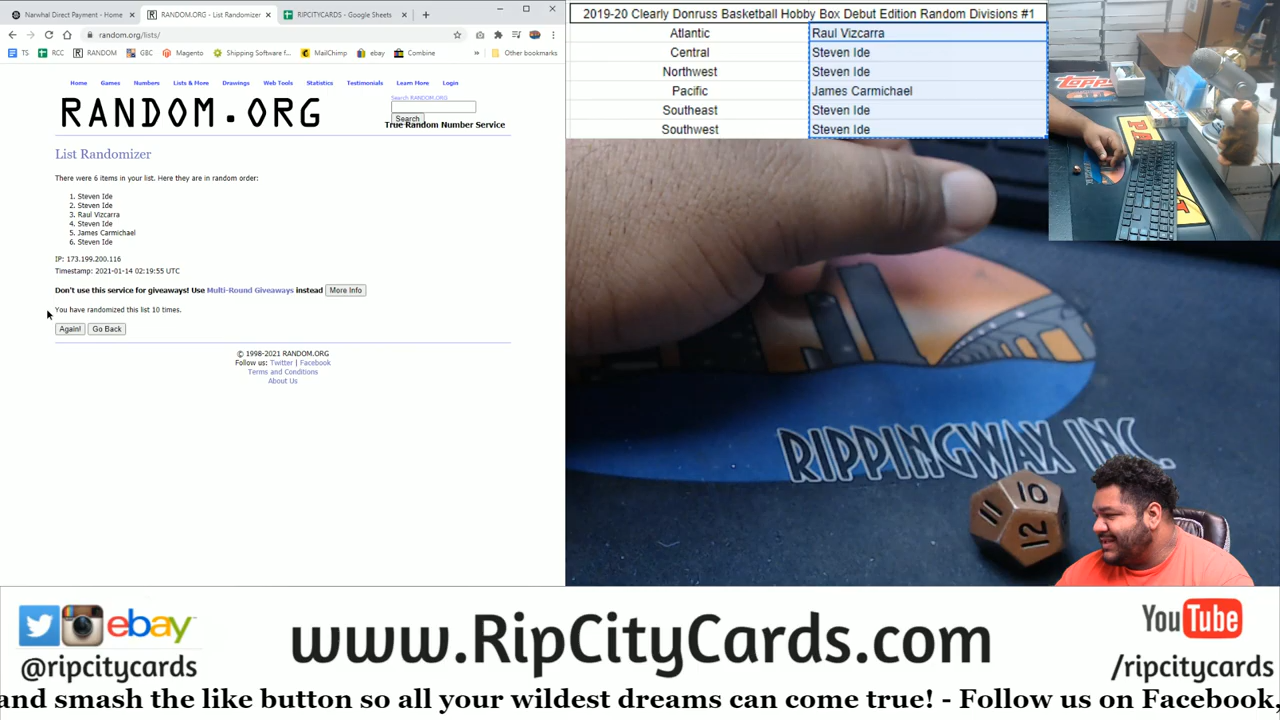 Narwhal Direct Payment - Home
RANDOM.ORG - List Randomizer
RIPCITYCARDS - Google Sheets
random.org/lists/
TS
RCC
RANDOM
GBC
Magento
Shipping Software fo
MailChimp
ebay
Combine
Other bookmarks
Home
Games
Numbers
Lists & More
Drawings
Web Tools
Statistics
Testimonials
Learn More
Login
RANDOM.ORG
Search RANDOM.ORG
Search
True Random Number Service
List Randomizer
There were 6 items in your list. Here they are in random order:
1. Steven Ide
2. Steven Ide
3. Raul Vizcarra
4. Steven Ide
5. James Carmichael
6. Steven Ide
IP: 173.199.200.116
Timestamp: 2021-01-14 02:19:55 UTC
Don't use this service for giveaways! Use Multi-Round Giveaways instead More Info
You have randomized this list 10 times.
Again! Go Back
© 1998-2021 RANDOM.ORG
Follow us: Twitter | Facebook
Terms and Conditions
About Us
2019-20 Clearly Donruss Basketball Hobby Box Debut Edition Random Divisions #1
Atlantic Raul Vizcarra
Central Steven Ide
Northwest Steven Ide
Pacific James Carmichael
Southeast Steven Ide
Southwest Steven Ide
topps
RIPPINGWAX INC.
11 10
12
ebay
@ripcitycards
www.RipCityCards.com
YouTube
/ripcitycards
and smash the like button so all your wildest dreams can come true! - Follow us on Facebook,